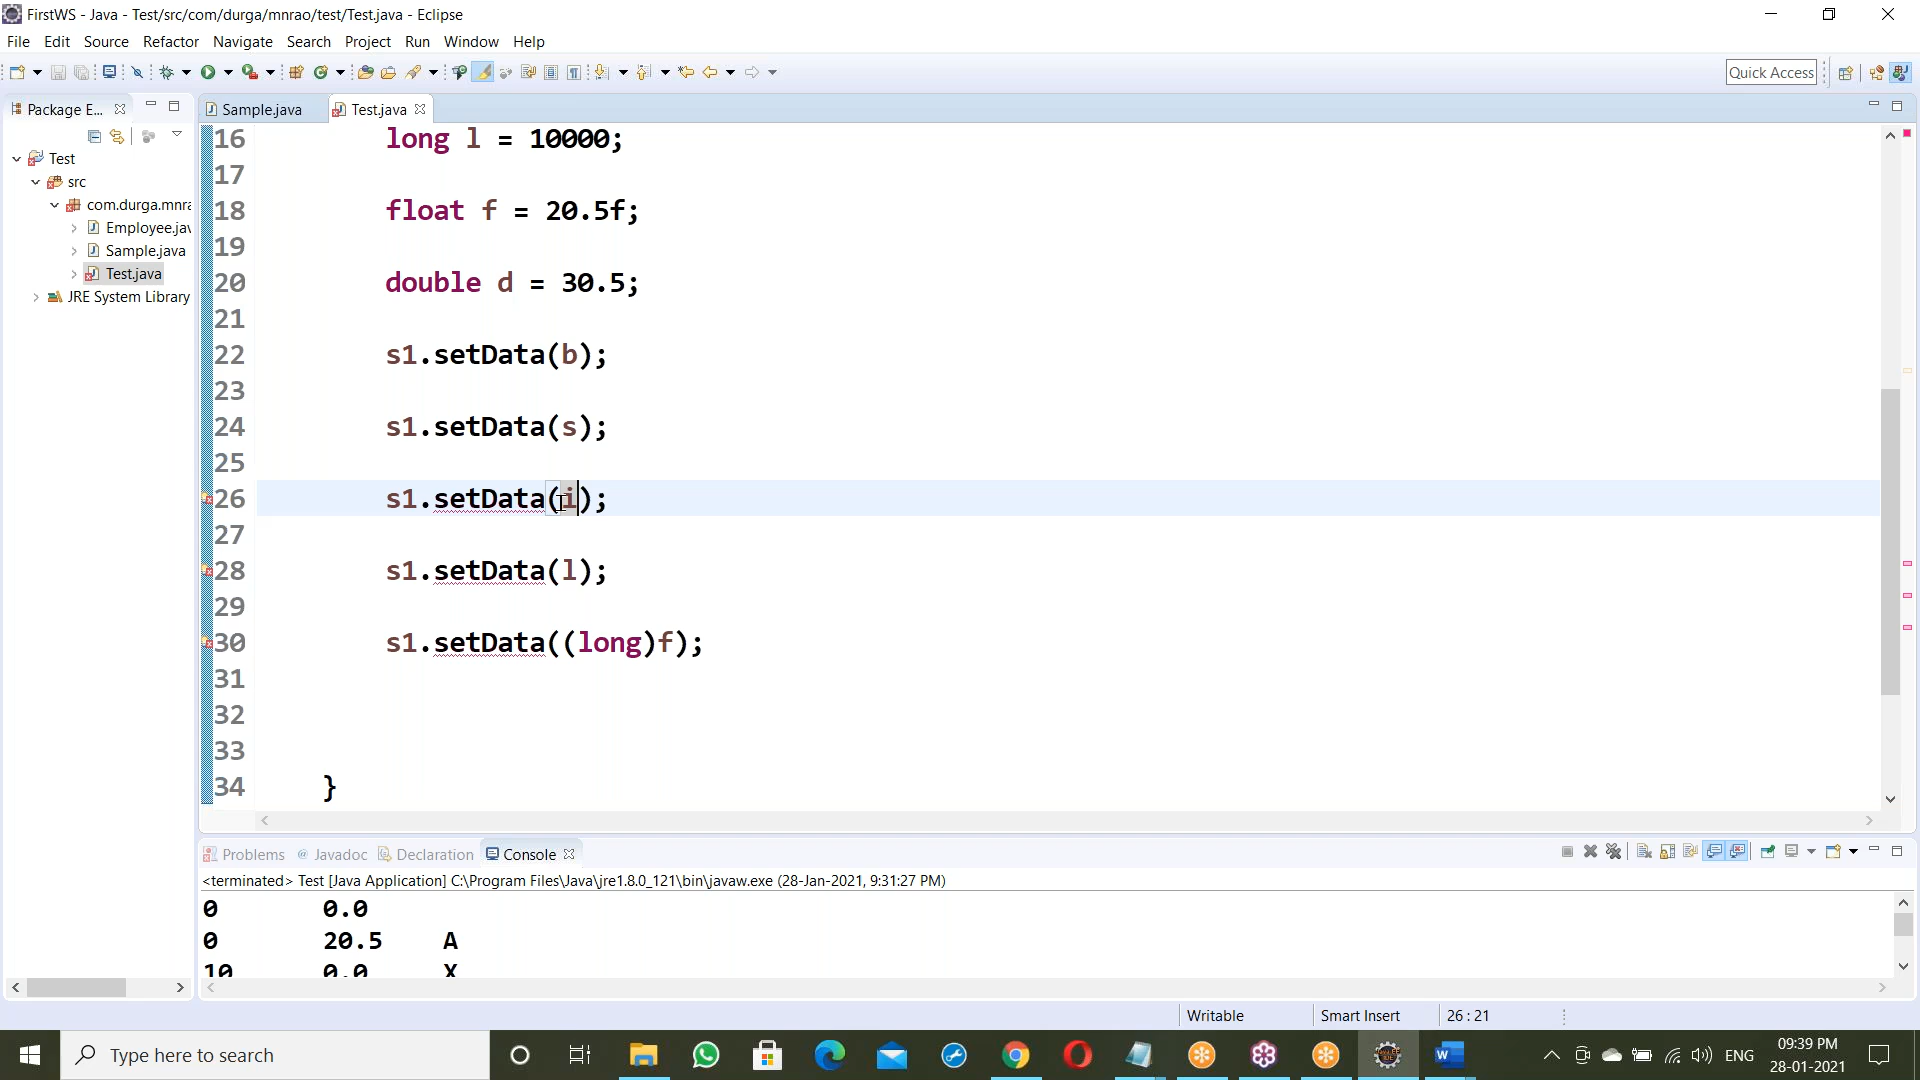 FirstWS - Java - Test/src/com/durga/mnrao/test/Test.java - Eclipse
File Edit Source Refactor Navigate Search Project Run Window Help
Quick Access
Package E...
Sample.java
Test.java
Test
src
com.durga.mnra
Employee.jav
Sample.java
Test.java
JRE System Library
16 long l = 10000;
17
18 float f = 20.5f;
19
20 double d = 30.5;
21
22 s1.setData(b);
23
24 s1.setData(s);
25
26 s1.setData(i);
27
28 s1.setData(l);
29
30 s1.setData((long)f);
31
32
33
34 }
Problems @ Javadoc Declaration Console
<terminated> Test [Java Application] C:\Program Files\Java\jre1.8.0_121\bin\javaw.exe (28-Jan-2021, 9:31:27 PM)
0 0.0
0 20.5 A
10 0.0 X
Writable Smart Insert 26 : 21
Type here to search
ENG
09:39 PM
28-01-2021